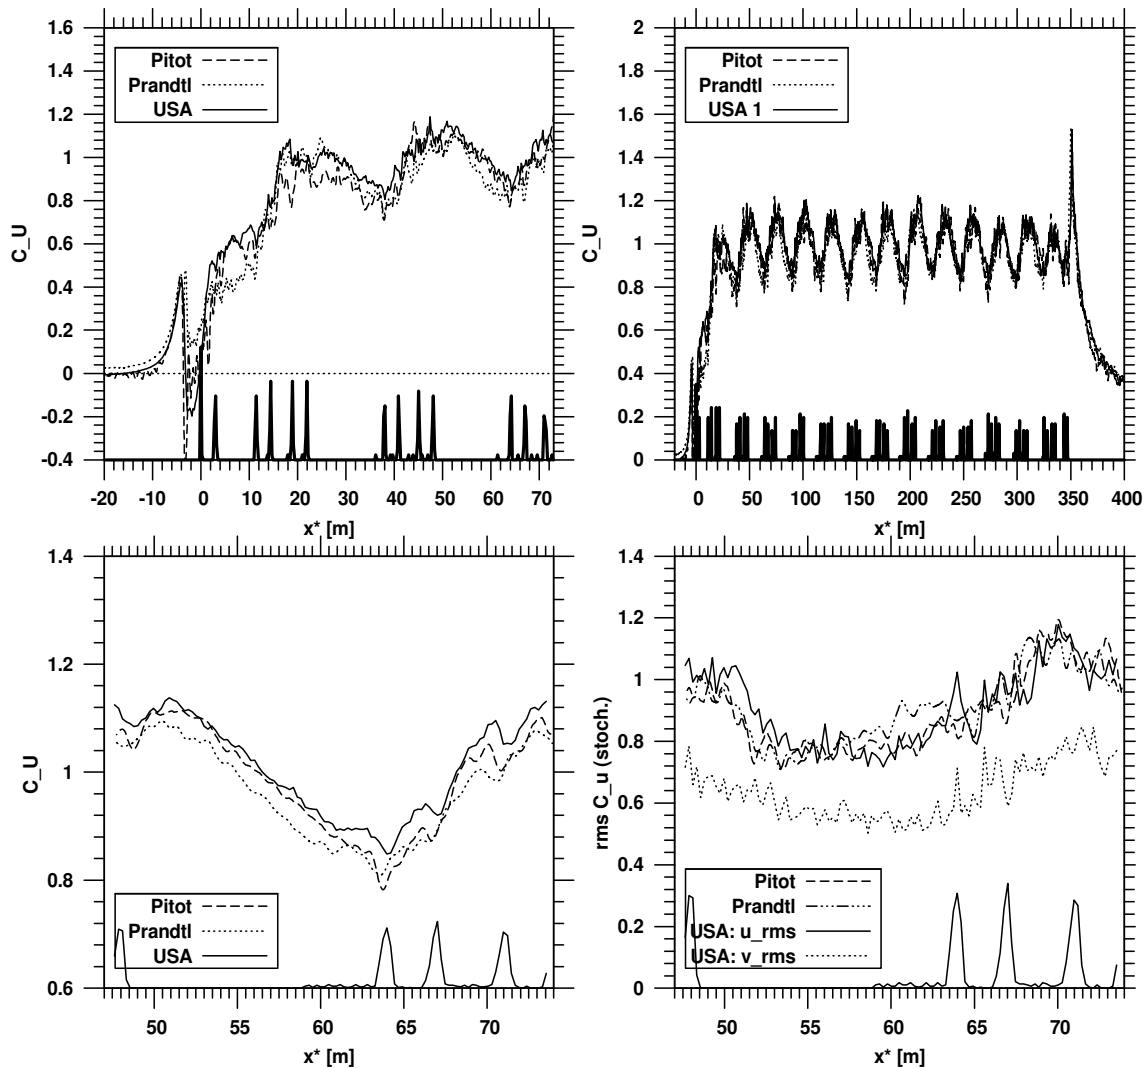 1.6
1.4
1.2
1
0.8
0.6
0.4
0.2
0
-0.2
-0.4
C_U
Pitot
Prandtl
USA
-20 -10 0 10 20 30 40 50 60 70
x* [m]
2
1.8
1.6
1.4
1.2
1
0.8
0.6
0.4
0.2
0
C_U
Pitot
Prandtl
USA 1
0 50 100 150 200 250 300 350 400
x* [m]
1.4
1.2
1
0.8
0.6
C_U
Pitot
Prandtl
USA
50 55 60 65 70
x* [m]
1.4
1.2
1
0.8
0.6
0.4
0.2
0
rms C_u (stoch.)
Pitot
Prandtl
USA: u_rms
USA: v_rms
50 55 60 65 70
x* [m]